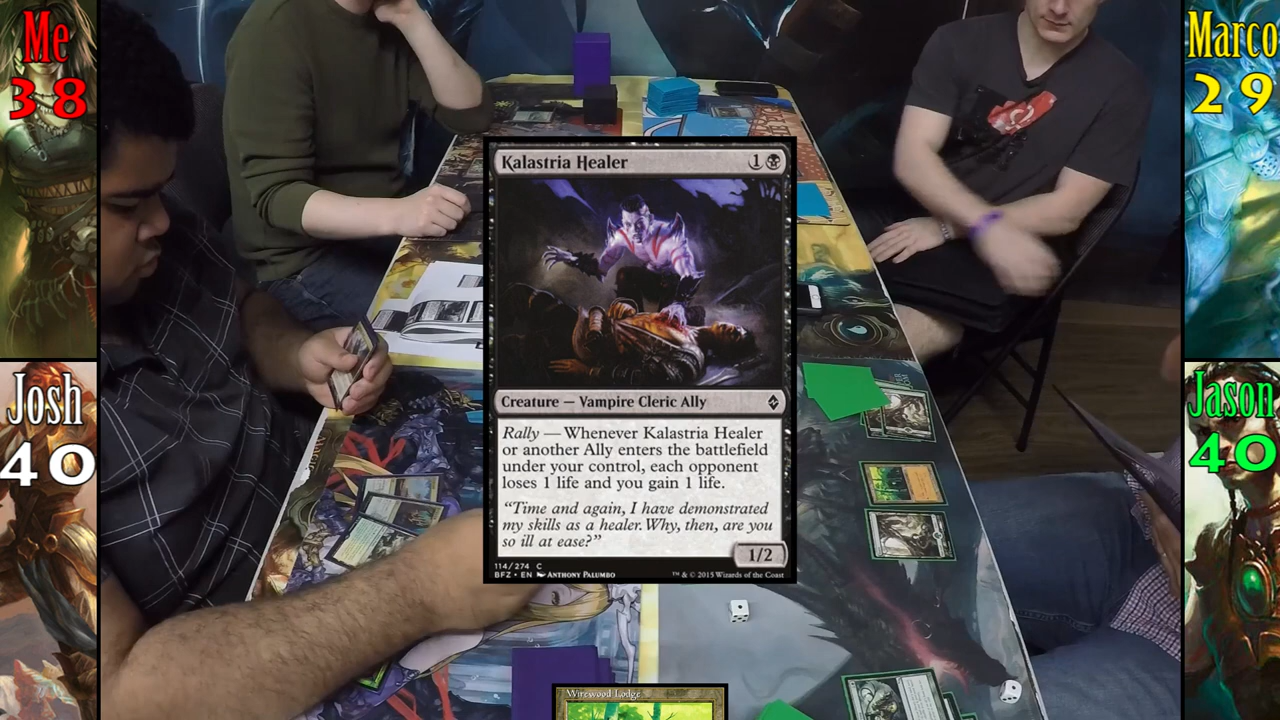 Me
38
Marco
29
Josh
40
Jason
40
Kalastria Healer 1
Creature — Vampire Cleric Ally
Rally — Whenever Kalastria Healer
or another Ally enters the battlefield
under your control, each opponent
loses 1 life and you gain 1 life.
"Time and again, I have demonstrated
my skills as a healer. Why, then, are you
so ill at ease?"
1/2
114/274 C
BFZ • EN ANTHONY PALUMBO
™ & © 2015 Wizards of the Coast
Wirewood Lodge